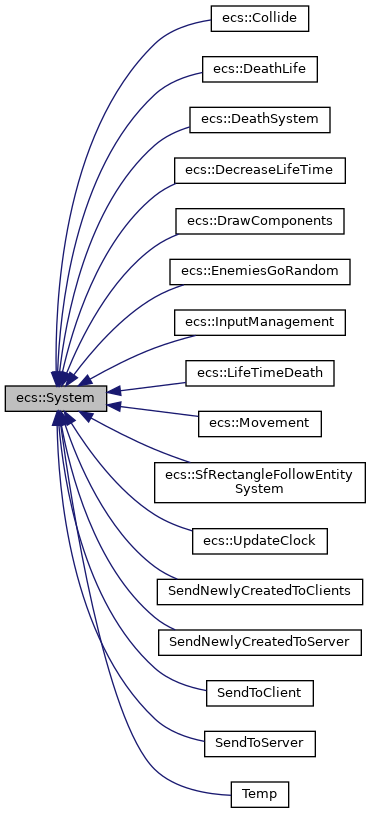 ecs::Collide
ecs::DeathLife
ecs::DeathSystem
ecs::DecreaseLifeTime
ecs::DrawComponents
ecs::EnemiesGoRandom
ecs::InputManagement
ecs::LifeTimeDeath
ecs::System
ecs::Movement
ecs::SfRectangleFollowEntity
System
ecs::UpdateClock
SendNewlyCreatedToClients
SendNewlyCreatedToServer
SendToClient
SendToServer
Temp